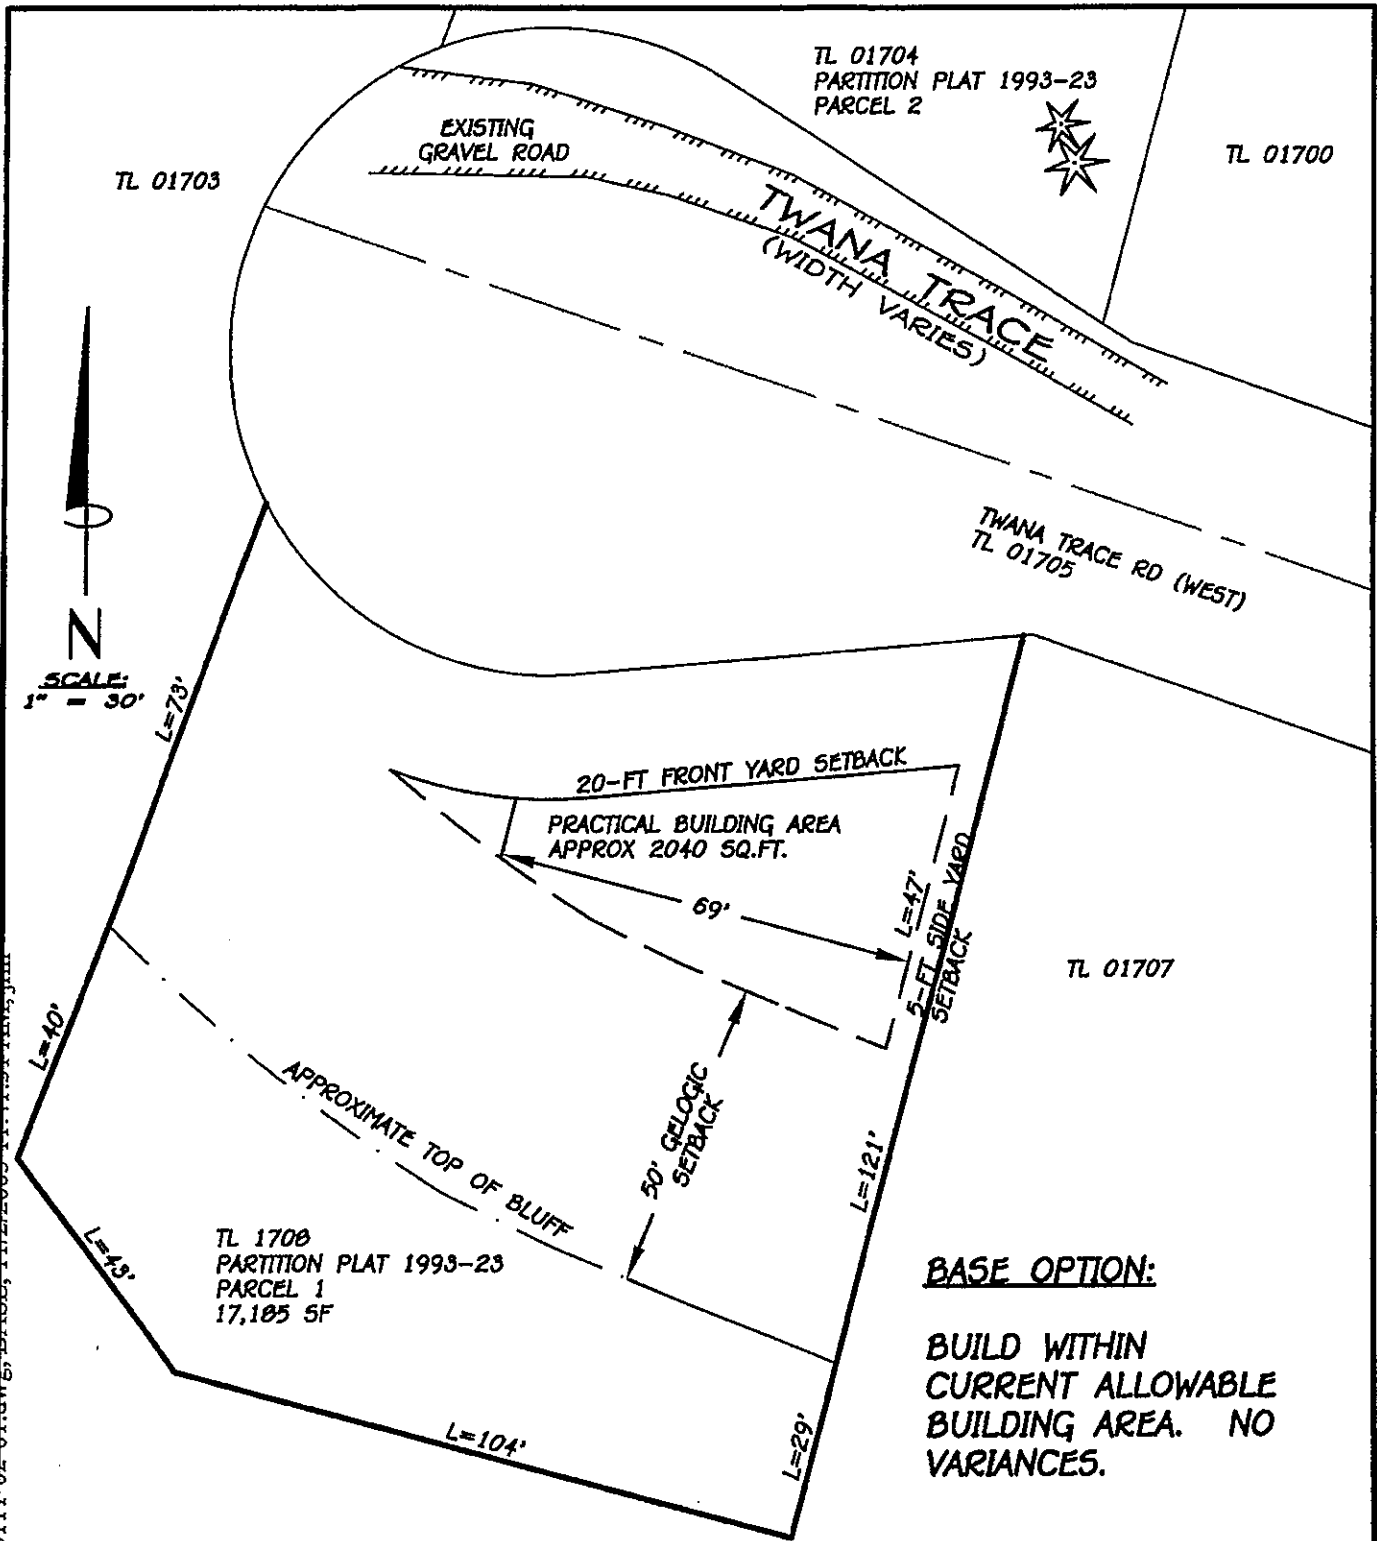 TL 01704
PARTITION PLAT 1993-23
PARCEL 2
EXISTING
GRAVEL ROAD
TL 01700
TL 01703
TWANA TRACE
(WIDTH VARIES)
TWANA TRACE RD (WEST)
TL 01705
N
SCALE:
1" = 30'
L=73'
20-FT FRONT YARD SETBACK
PRACTICAL BUILDING AREA
APPROX 2040 SQ.FT.
69'
L=47'
5-FT SIDE YARD
SETBACK
TL 01707
L=40'
APPROXIMATE TOP OF BLUFF
50' GELOGIC
SETBACK
L=121'
L=43'
TL 1708
PARTITION PLAT 1993-23
PARCEL 1
17,185 SF
L=104'
L=29'
BASE OPTION:
BUILD WITHIN
CURRENT ALLOWABLE
BUILDING AREA. NO
VARIANCES.